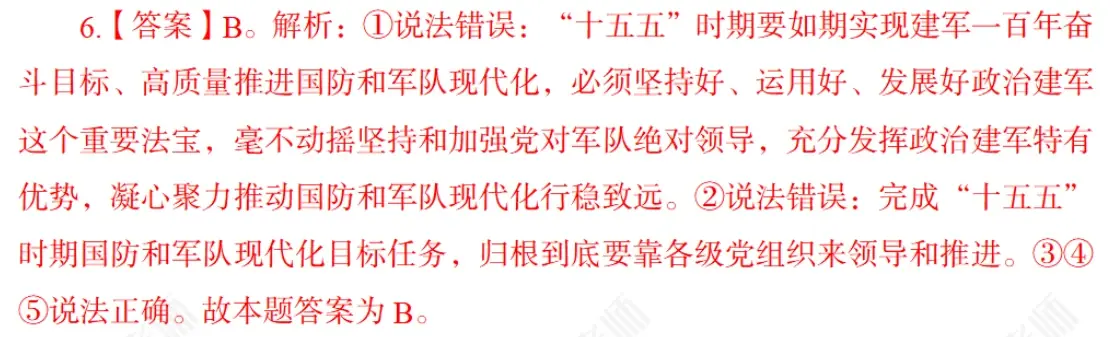 6.【答案】B。解析：①说法错误：“十五五”时期要如期实现建军一百年奋
斗目标、高质量推进国防和军队现代化，必须坚持好、运用好、发展好政治建军
这个重要法宝，毫不动摇坚持和加强党对军队绝对领导，充分发挥政治建军特有
优势，凝心聚力推动国防和军队现代化行稳致远。②说法错误：完成“十五五”
时期国防和军队现代化目标任务，归根到底要靠各级党组织来领导和推进。③④
⑤说法正确。故本题答案为 B。